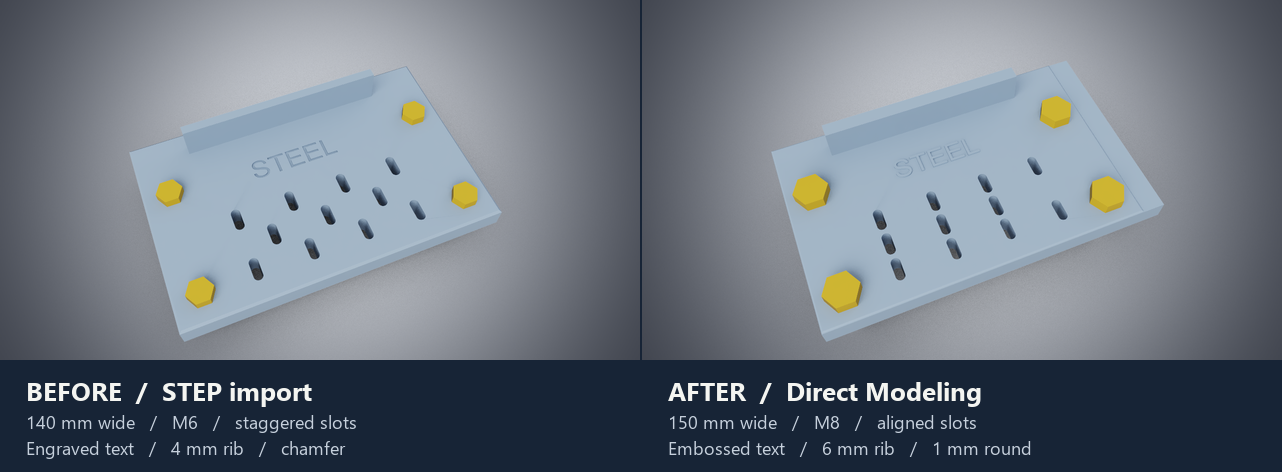 STEEL
STEEL
BEFORE / STEP import
140 mm wide / M6 / staggered slots
Engraved text / 4 mm rib / chamfer
AFTER / Direct Modeling
150 mm wide / M8 / aligned slots
Embossed text / 6 mm rib / 1 mm round